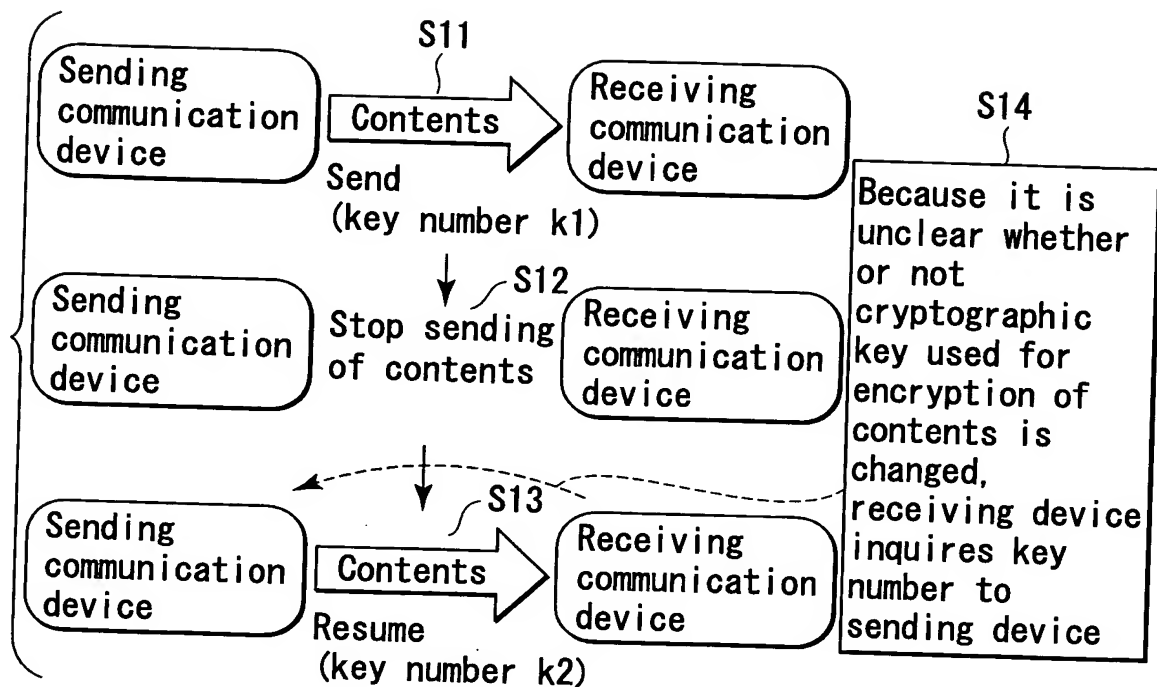 S11
Sending
communication
device
Contents
Receiving
communication
device
Send
(key number k1)
S14
Because it is
unclear whether
or not
cryptographic
key used for
encryption of
contents is
changed,
receiving device
inquires key
number to
sending device
S12
Sending
communication
device
Stop sending
of contents
Receiving
communication
device
S13
Sending
communication
device
Contents
Receiving
communication
device
Resume
(key number k2)